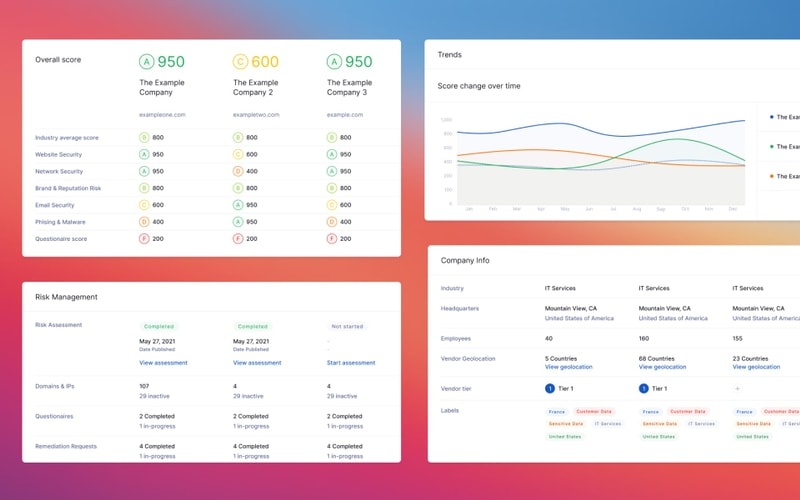 Overall score
A 950
C 600
A 950
The Example Company
The Example Company 2
The Example Company 3
exampleone.com
exampletwo.com
example.com
Industry average score B 800 B 800 B 800
Website Security A 950 C 600 A 950
Network Security A 950 D 400 A 950
Brand & Reputation Risk B 800 B 800 B 800
Email Security C 600 A 950 C 600
Phising & Malware D 400 A 950 D 400
Questionaire score F 200 F 200 F 200
Risk Management
Risk Assessment Completed Completed Not started
May 27, 2021 May 27, 2021 -
Date Published Date Published -
View assessment View assessment Start assessment
Domains & IPs 107 4 4
29 inactive 29 inactive 29 inactive
Questionaires 2 Completed 2 Completed 2 Completed
1 in-progress 1 in-progress 1 in-progress
Remediation Requests 4 Completed 4 Completed 4 Completed
1 in-progress 1 in-progress 1 in-progress
Trends
Score change over time
800
600
200
0
Jan Feb Mar Apr May Jun Jul Aug Sep Oct Nov Dec
The Exa
The Exa
The Exa
Company Info
Industry IT Services IT Services IT Services
Headquarters Mountain View, CA Mountain View, CA Mountain View, CA
United States of America United States of America United States of Americ
Employees 40 160 155
Vendor Geolocation 5 Countries 68 Countries 23 Countries
View geolocation View geolocation View geolocation
Vendor tier 1 Tier 1 1 Tier 1 +
Labels France Customer Data France Customer Data France Customer Data
Sensitive Data IT Services Sensitive Data IT Services Sensitive Data IT Servi
United States United States United States